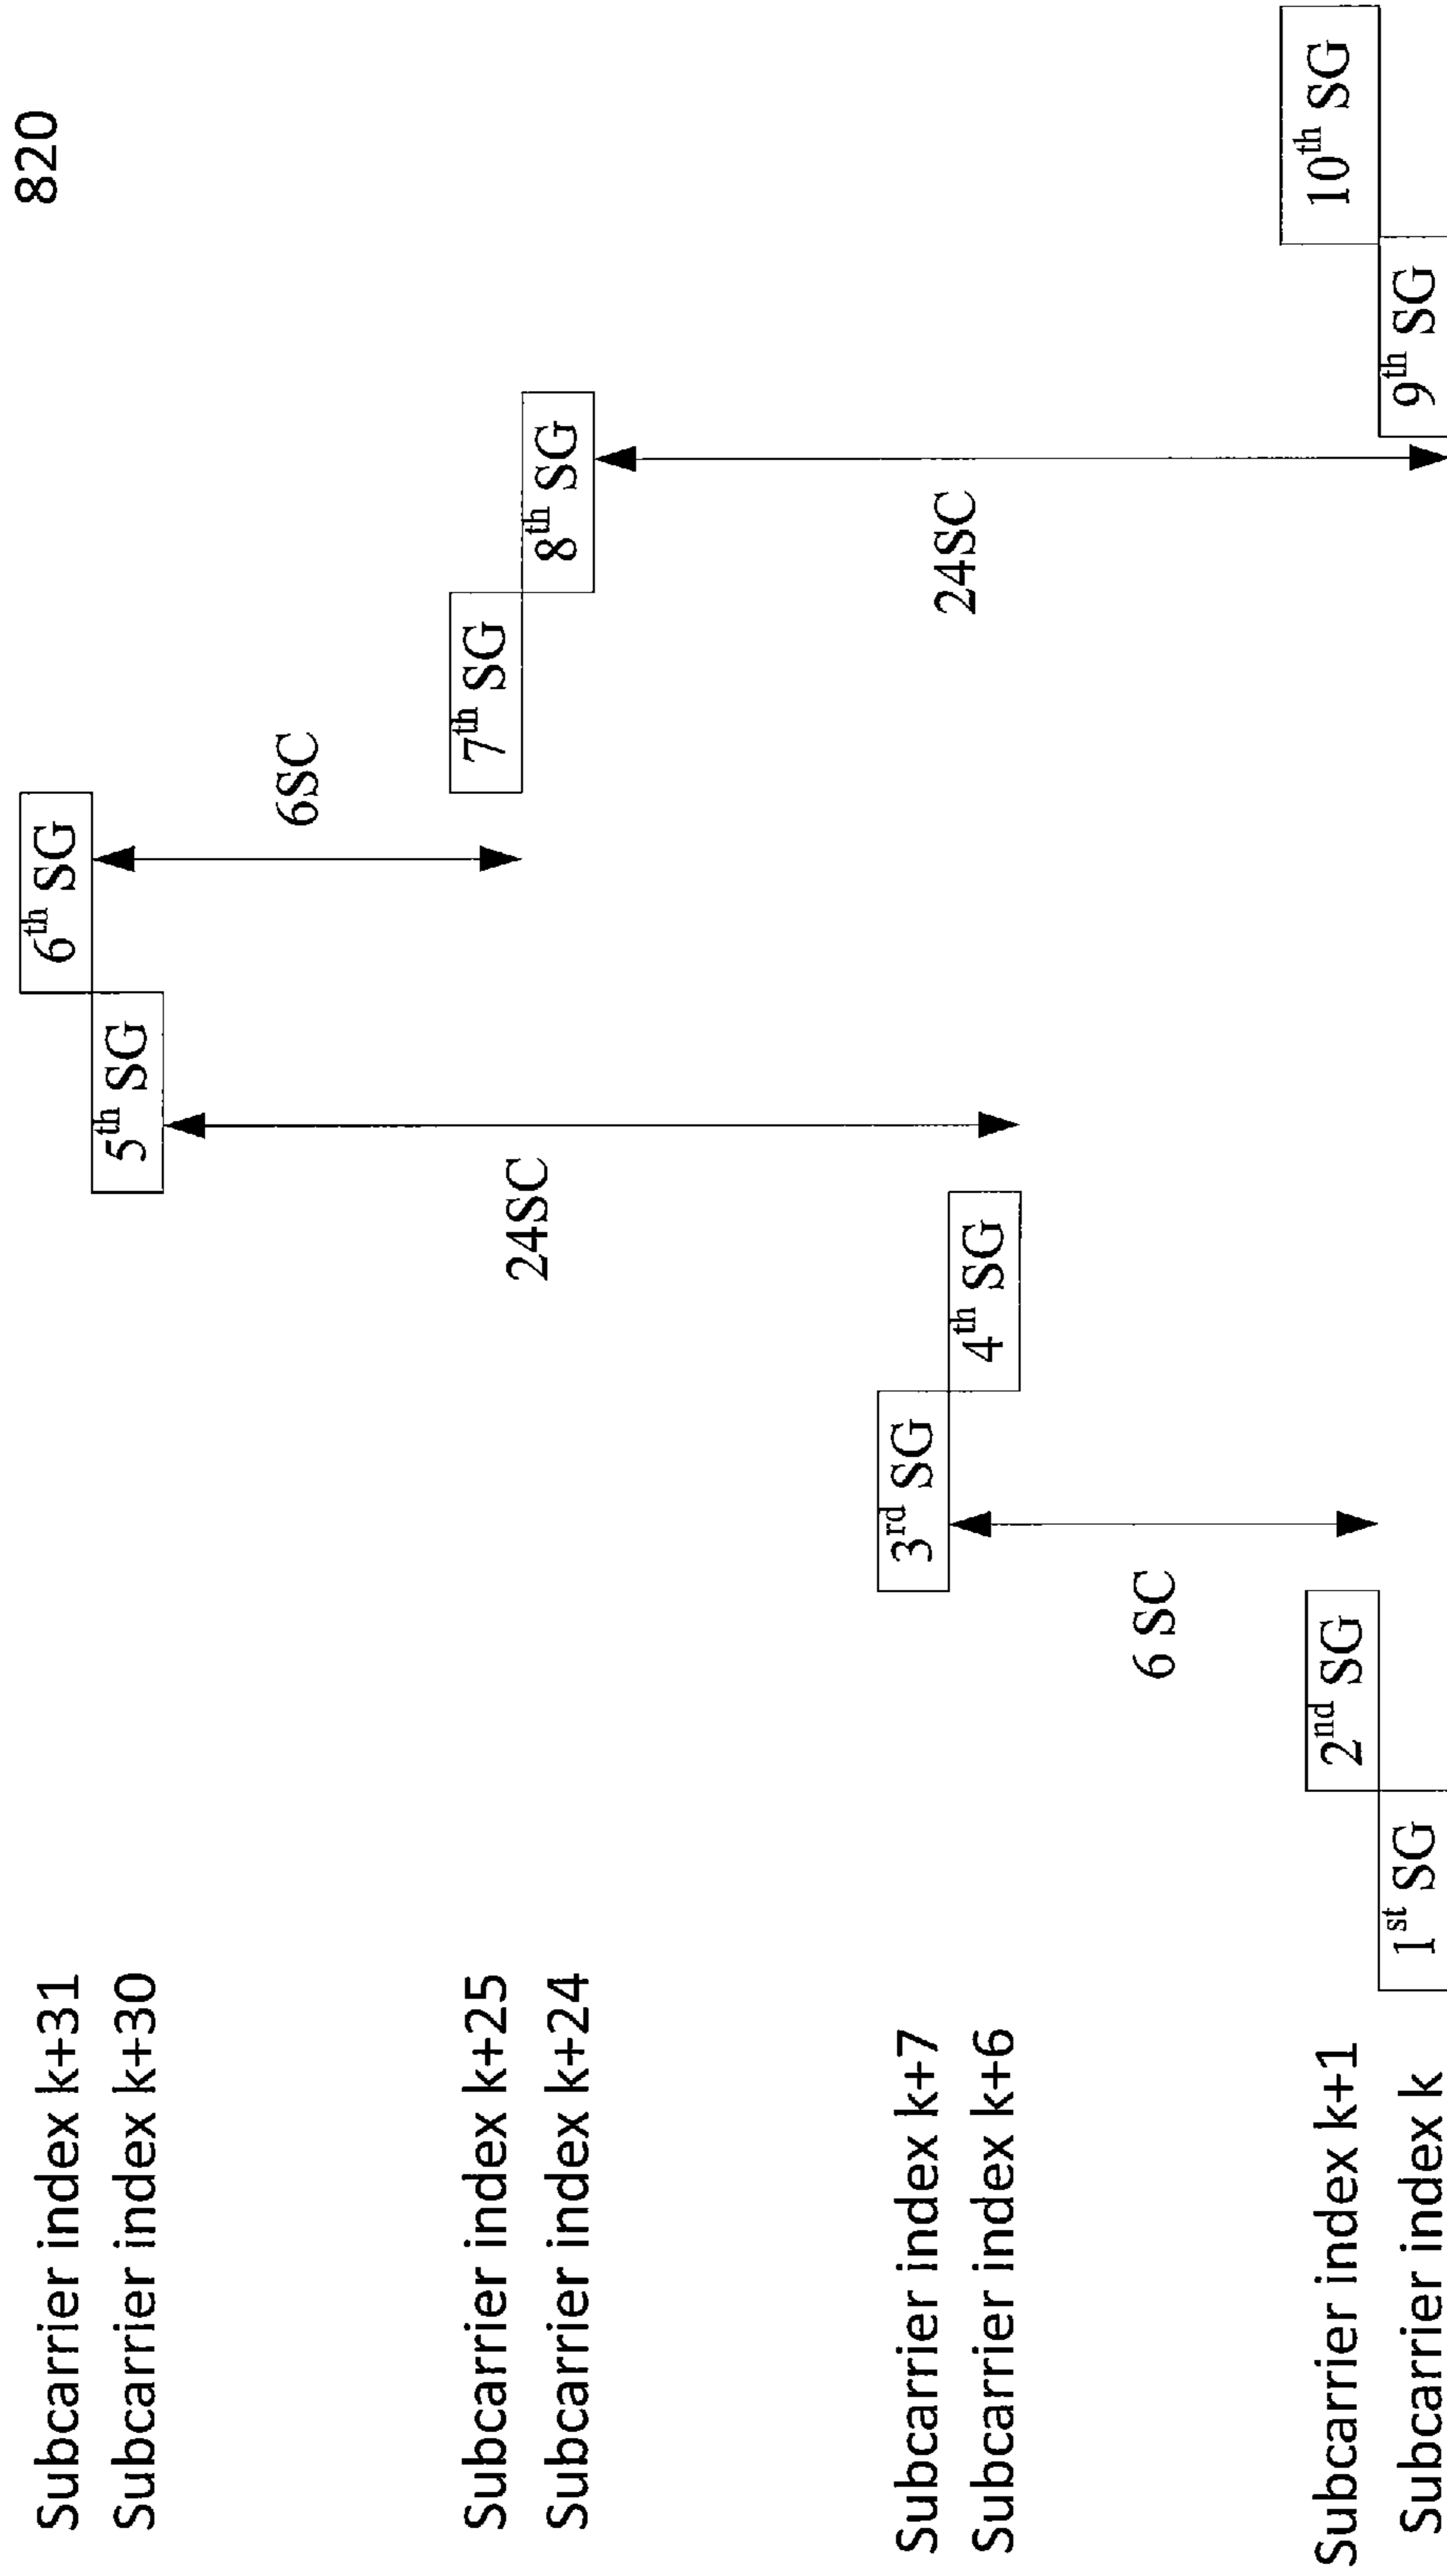 820
Subcarrier index k+31
6th SG
Subcarrier index k+30
5th SG
6SC
Subcarrier index k+25
7th SG
Subcarrier index k+24
24SC
8th SG
Subcarrier index k+7
3rd SG
24SC
Subcarrier index k+6
4th SG
6 SC
Subcarrier index k+1
2nd SG
10th SG
Subcarrier index k
1st SG
9th SG